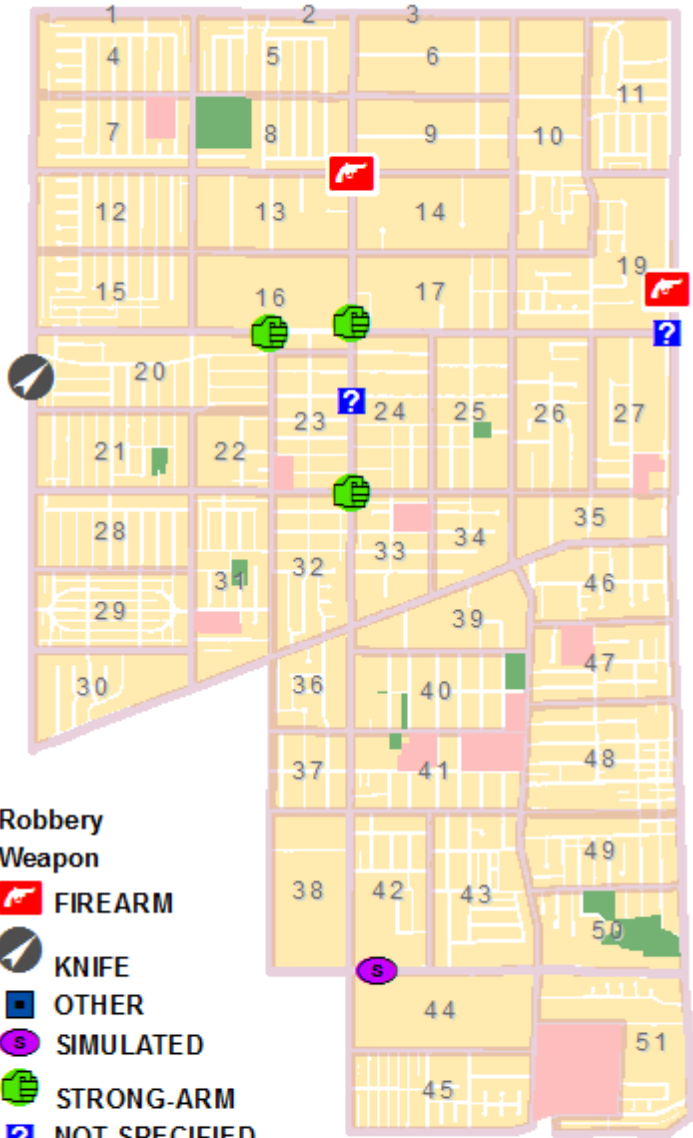 1 2 3
4 5 6
11
7 8 9 10
12 13 14
19
15 16 17
?
20
? 
23 24 25 26 27
21 22
28 33 34 35
29 31 32 46
39
30 36 40 47
37 41 48
38 42 43 49
50
S
44
51
45
Robbery
Weapon
FIREARM
KNIFE
OTHER
S SIMULATED
STRONG-ARM
? NOT SPECIFIED